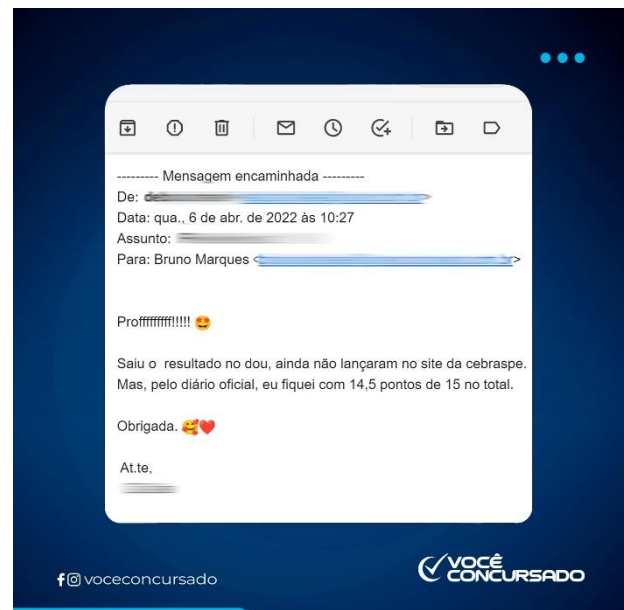 --------- Mensagem encaminhada ---------
De:
Data: qua., 6 de abr. de 2022 às 10:27
Assunto:
Para: Bruno Marques < >
Proffffffff!!!!! 🤩
Saiu o resultado no dou, ainda não lançaram no site da cebraspe.
Mas, pelo diário oficial, eu fiquei com 14,5 pontos de 15 no total.
Obrigada. 🥰❤️
At.te,
voceconcursado
VOCÊ
CONCURSADO